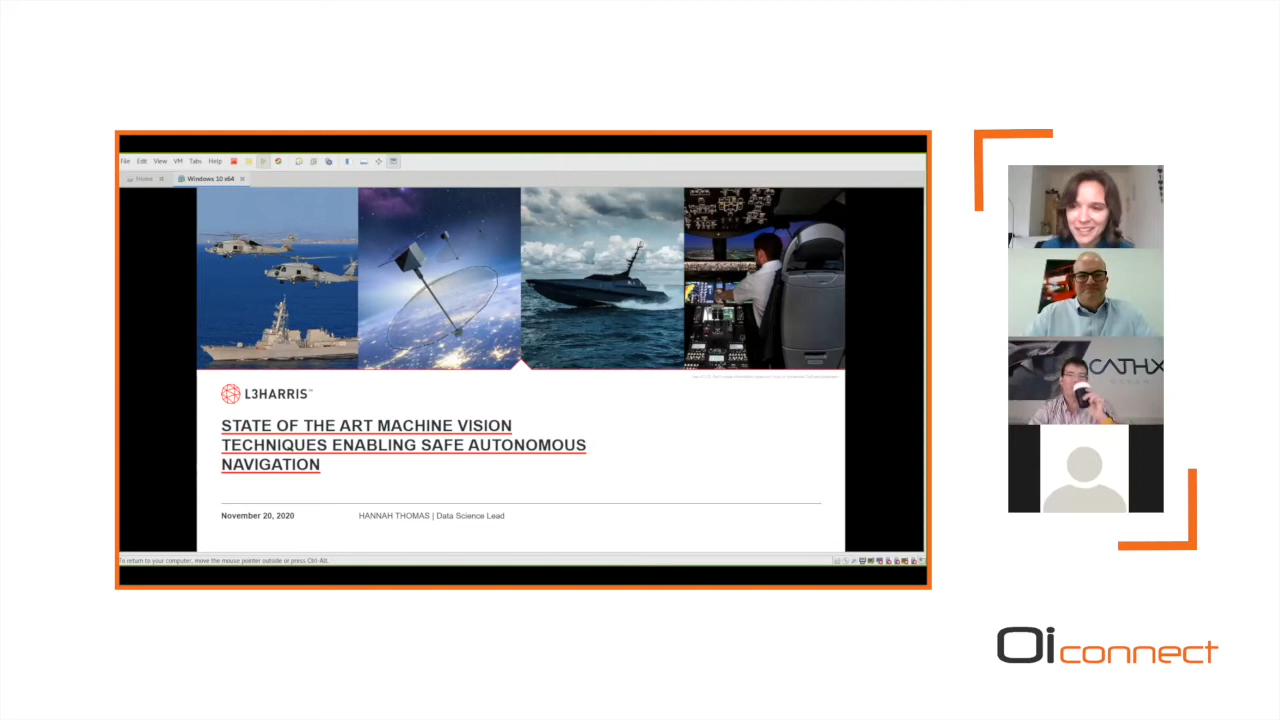 File Edit View VM Tabs Help
Home
Windows 10 x64
L3HARRIS™
STATE OF THE ART MACHINE VISION
TECHNIQUES ENABLING SAFE AUTONOMOUS
NAVIGATION
November 20, 2020
HANNAH THOMAS | Data Science Lead
To return to your computer, move the mouse pointer outside or press Ctrl-Alt.
CATHX
OCEAN
Oi connect